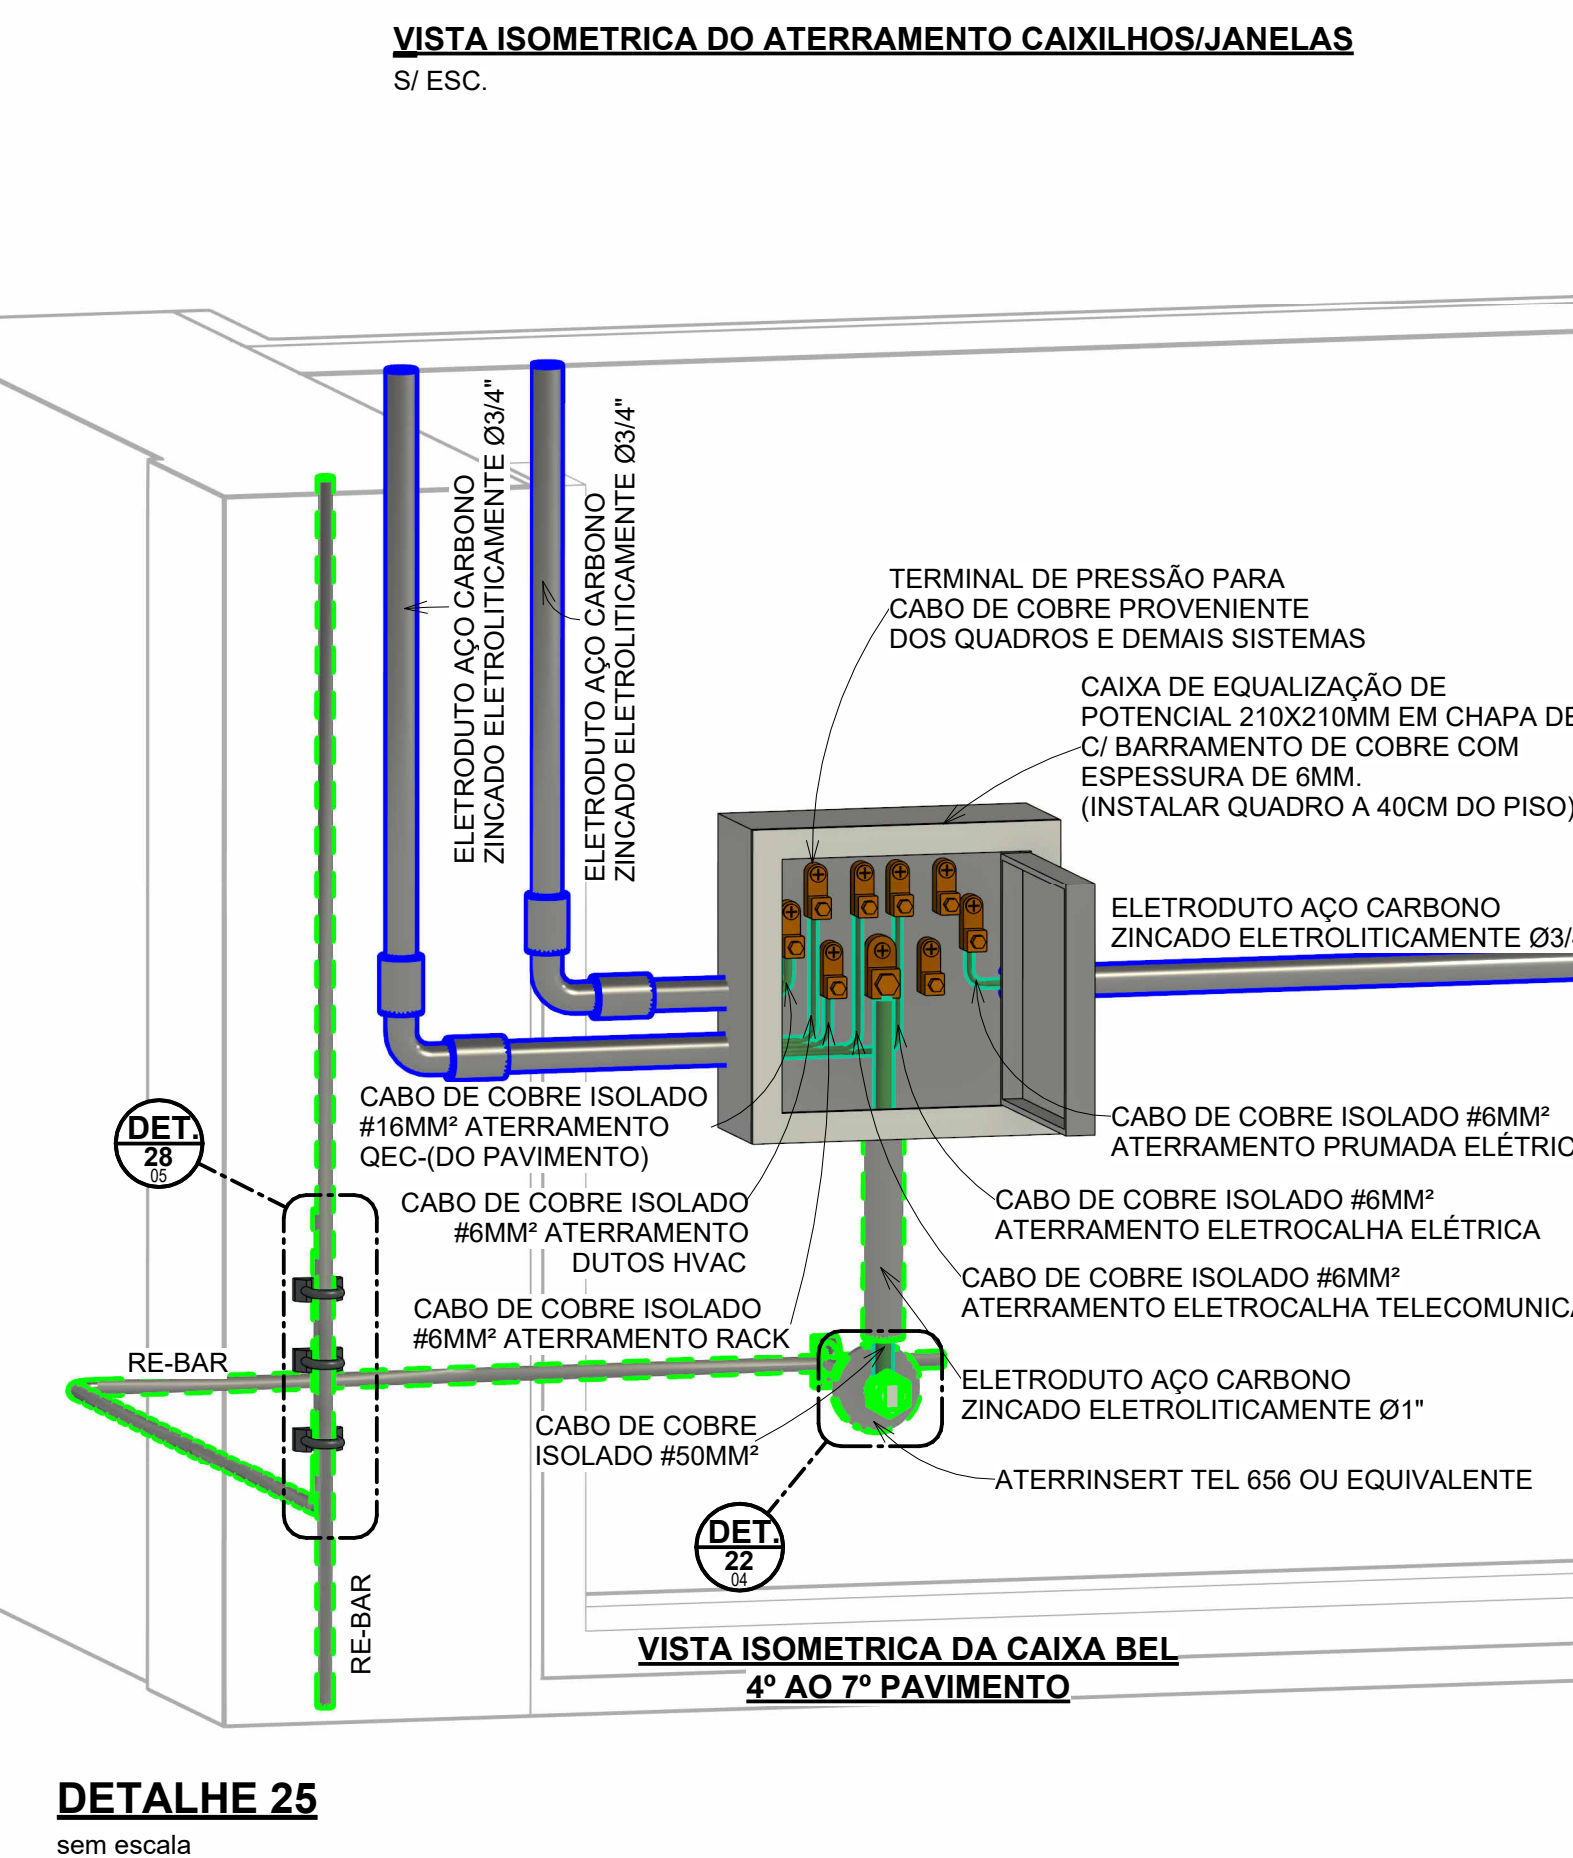 VISTA ISOMETRICA DO ATERRAMENTO CAIXILHOS/JANELAS
S/ ESC.
ELETRODUTO AÇO CARBONO
ZINCADO ELETROLITICAMENTE Ø3/4"
ELETRODUTO AÇO CARBONO
ZINCADO ELETROLITICAMENTE Ø3/4"
TERMINAL DE PRESSÃO PARA
CABO DE COBRE PROVENIENTE
DOS QUADROS E DEMAIS SISTEMAS
CAIXA DE EQUALIZAÇÃO DE
POTENCIAL 210X210MM EM CHAPA DE
C/ BARRAMENTO DE COBRE COM
ESPESSURA DE 6MM.
(INSTALAR QUADRO A 40CM DO PISO)
ELETRODUTO AÇO CARBONO
ZINCADO ELETROLITICAMENTE Ø3/4
CABO DE COBRE ISOLADO
#16MM² ATERRAMENTO
QEC-(DO PAVIMENTO)
CABO DE COBRE ISOLADO #6MM²
ATERRAMENTO PRUMADA ELÉTRIC
DET.
28
05
CABO DE COBRE ISOLADO
#6MM² ATERRAMENTO
DUTOS HVAC
CABO DE COBRE ISOLADO #6MM²
ATERRAMENTO ELETROCALHA ELÉTRICA
CABO DE COBRE ISOLADO #6MM²
ATERRAMENTO ELETROCALHA TELECOMUNICA
CABO DE COBRE ISOLADO
#6MM² ATERRAMENTO RACK
RE-BAR
ELETRODUTO AÇO CARBONO
ZINCADO ELETROLITICAMENTE Ø1"
CABO DE COBRE
ISOLADO #50MM²
ATERRINSERT TEL 656 OU EQUIVALENTE
DET.
22
04
RE-BAR
VISTA ISOMETRICA DA CAIXA BEL
4º AO 7º PAVIMENTO
DETALHE 25
sem escala